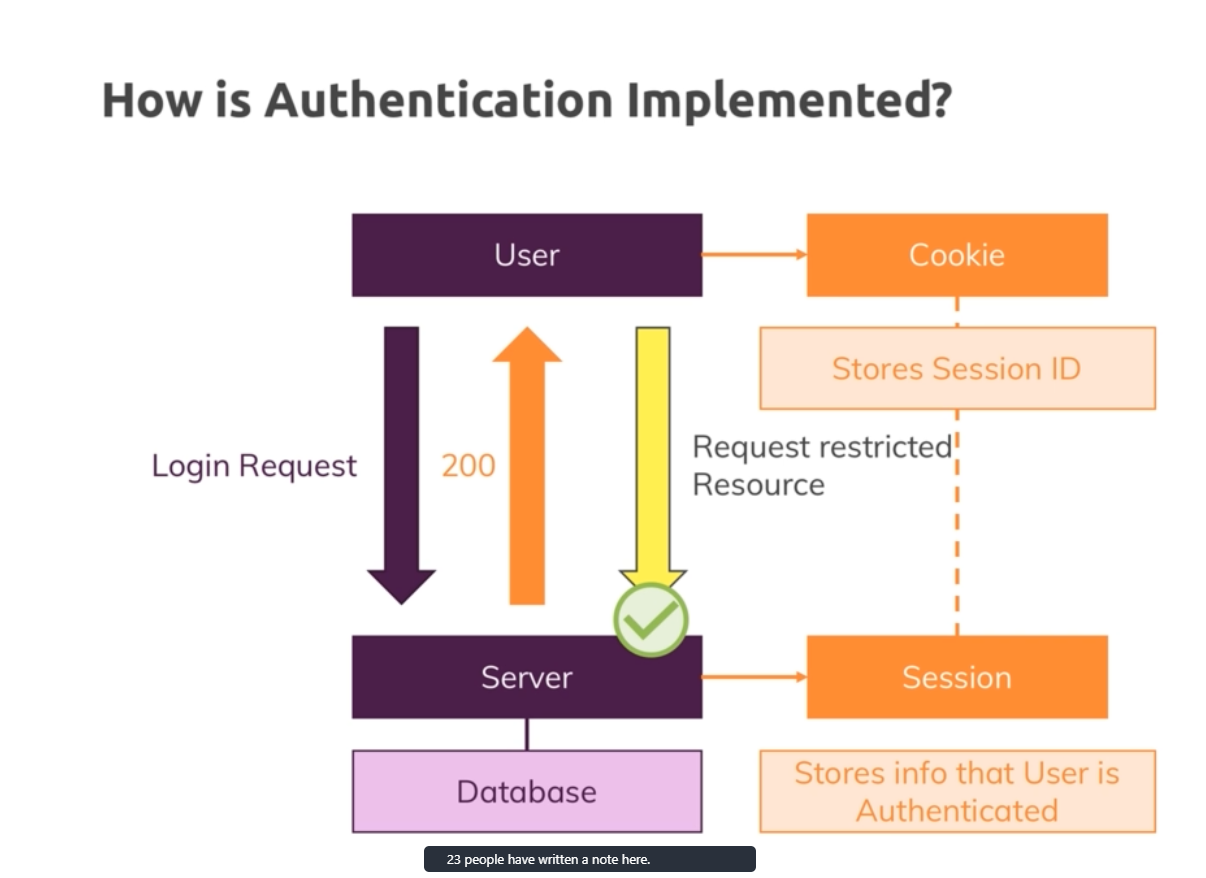 How is Authentication Implemented?
User
Cookie
Stores Session ID
Login Request
200
Request restricted
Resource
Server
Session
Database
Stores info that User is
Authenticated
23 people have written a note here.